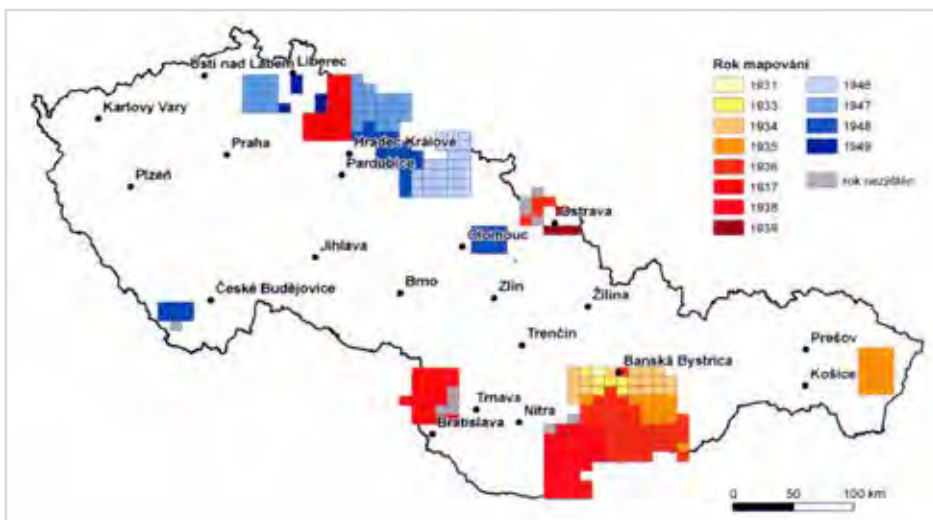 Ústí nad Labem
Liberec
Karlovy Vary
Praha
Hradec Králové
Pardubice
Plzeň
Ostrava
Olomouc
Jihlava
Brno
Zlín
České Budějovice
Žilina
Trenčín
Prešov
Banská Bystrica
Košice
Trnava
Nitra
Bratislava
Rok mapování
1931
1933
1934
1935
1936
1937
1938
1939
1946
1947
1948
1949
rok nezjištěn
0 50 100 km